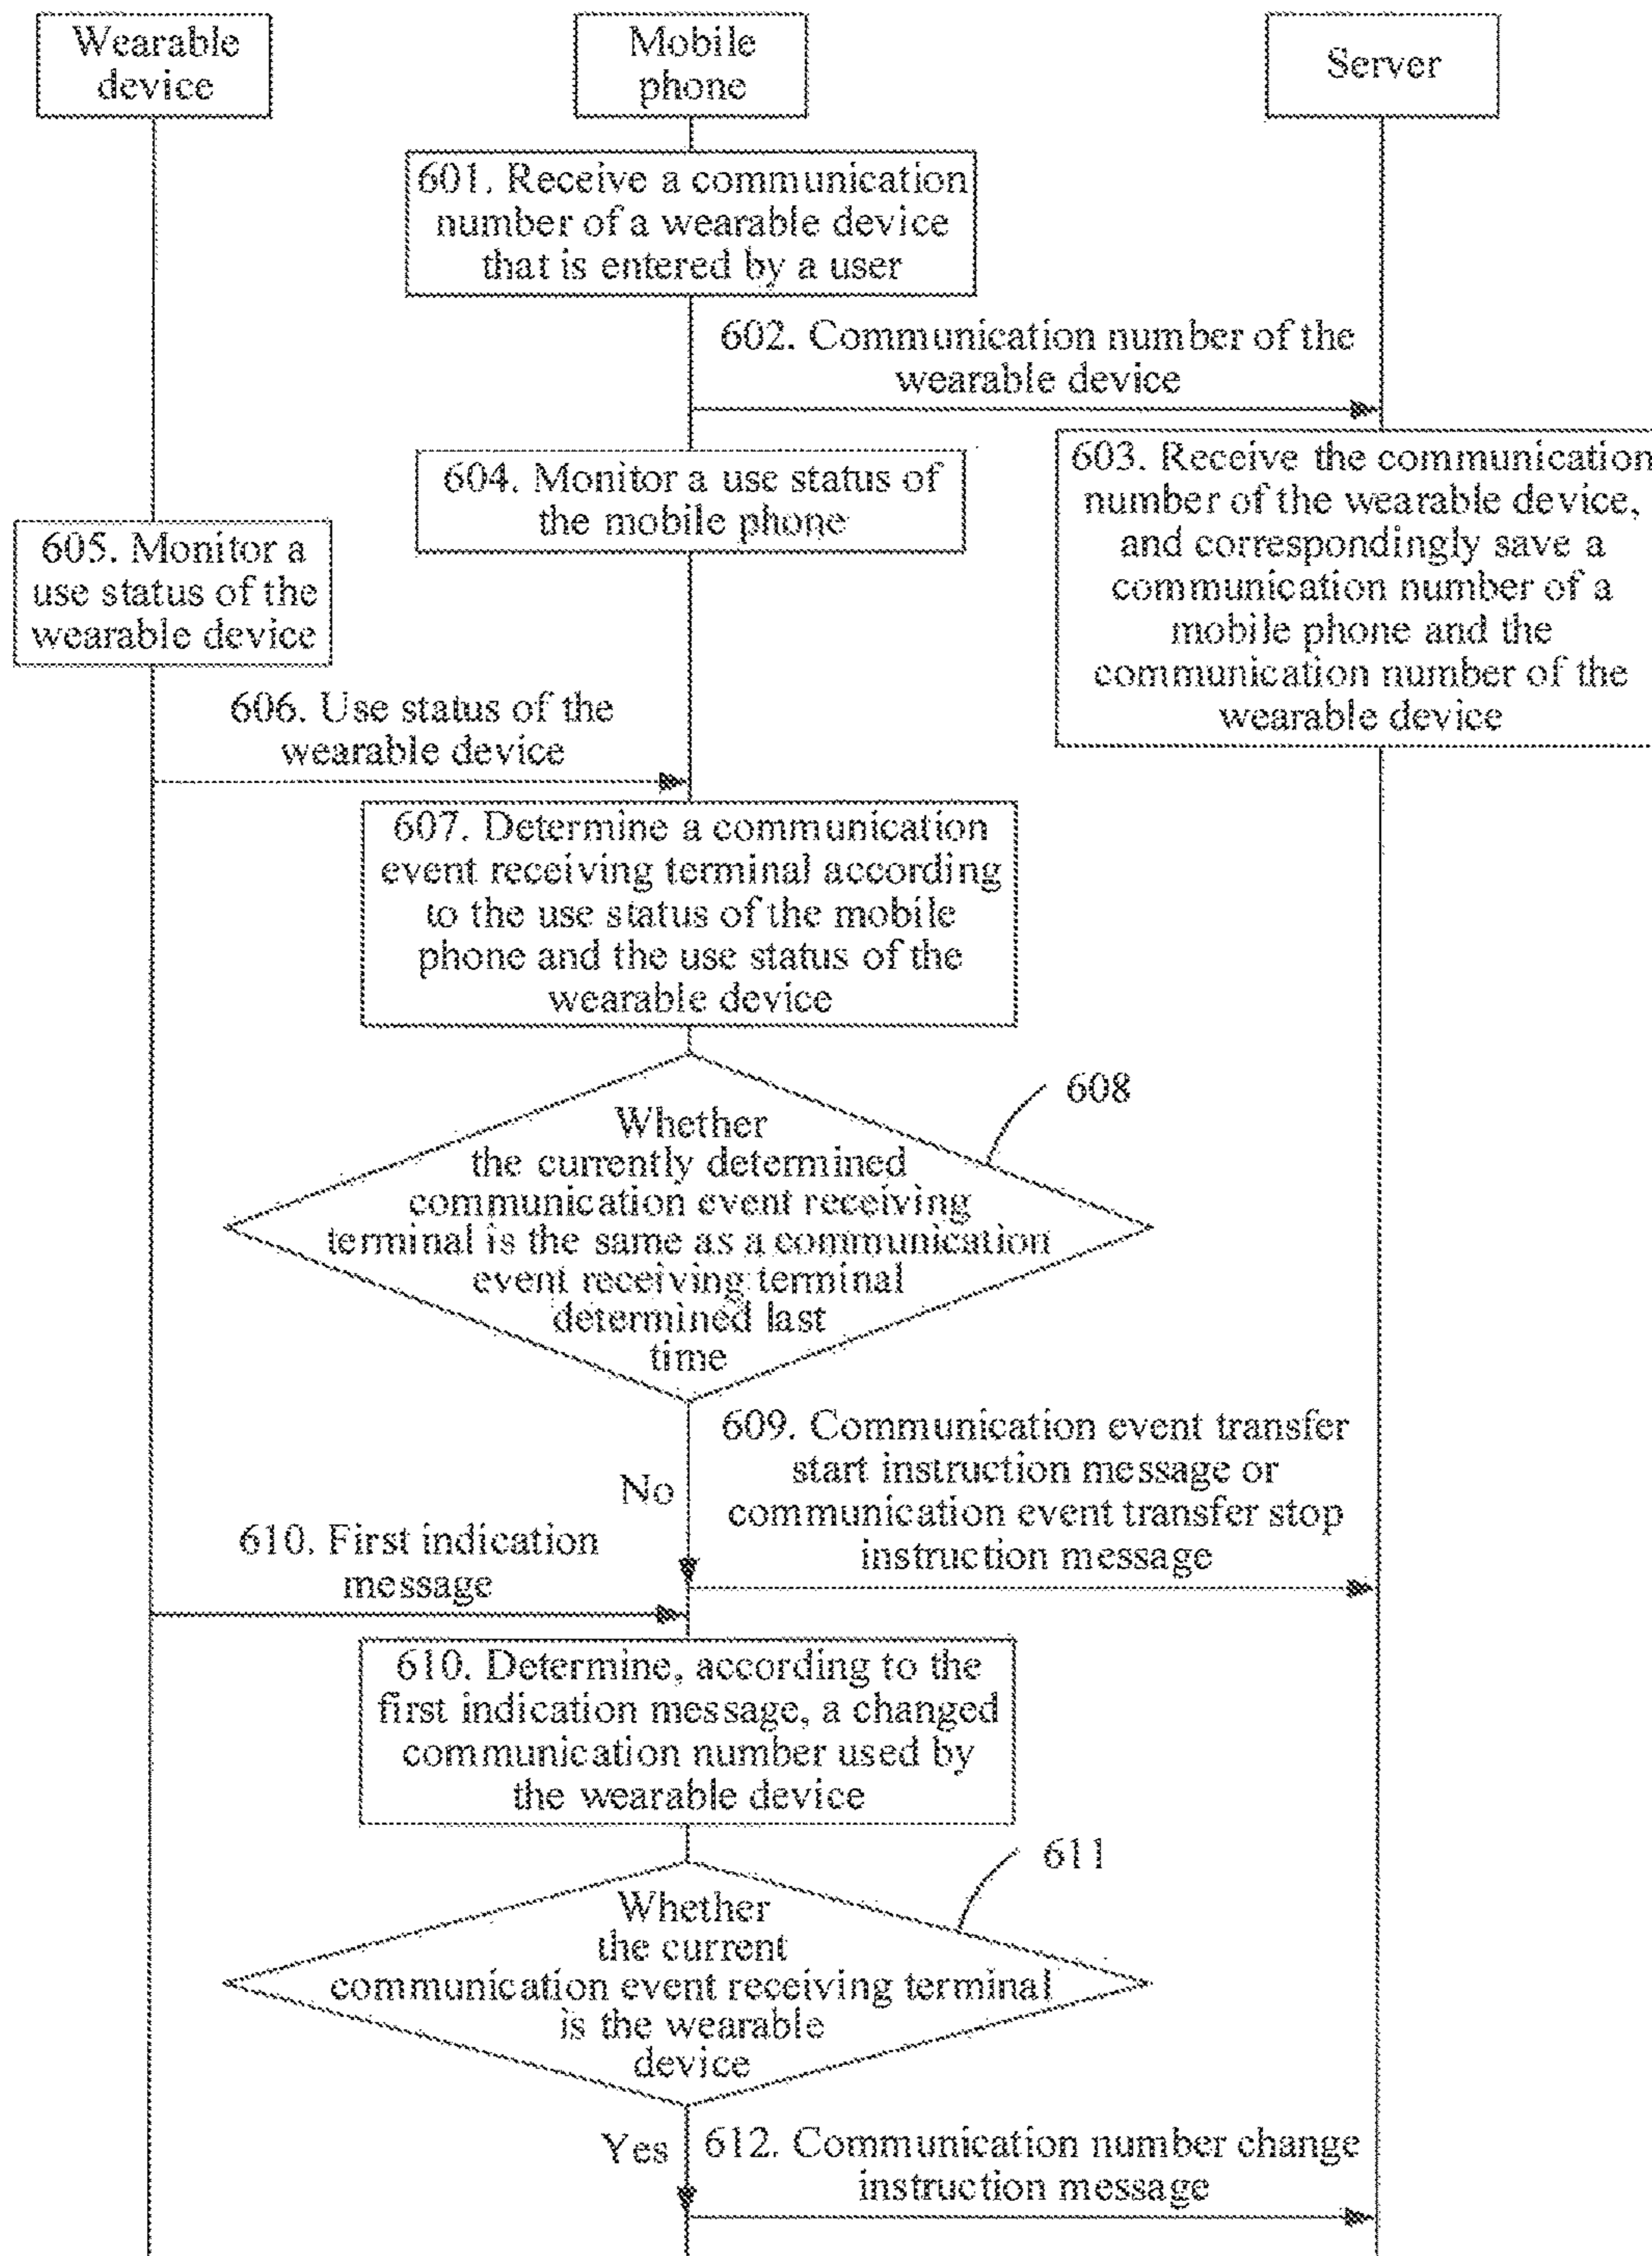 Wearable
device
Mobile
phone
Server
601. Receive a communication
number of a wearable device
that is entered by a user
602. Communication number of the
wearable device
603. Receive the communication
number of the wearable device,
and correspondingly save a
communication number of a
mobile phone and the
communication number of the
wearable device
604. Monitor a use status of
the mobile phone
605. Monitor a
use status of the
wearable device
606. Use status of the
wearable device
607. Determine a communication
event receiving terminal according
to the use status of the mobile
phone and the use status of the
wearable device
608
Whether
the currently determined
communication event receiving
terminal is the same as a communication
event receiving terminal
determined last
time
No
609. Communication event transfer
start instruction message or
communication event transfer stop
instruction message
610. First indication
message
610. Determine, according to the
first indication message, a changed
communication number used by
the wearable device
611
Whether
the current
communication event receiving terminal
is the wearable
device
Yes
612. Communication number change
instruction message